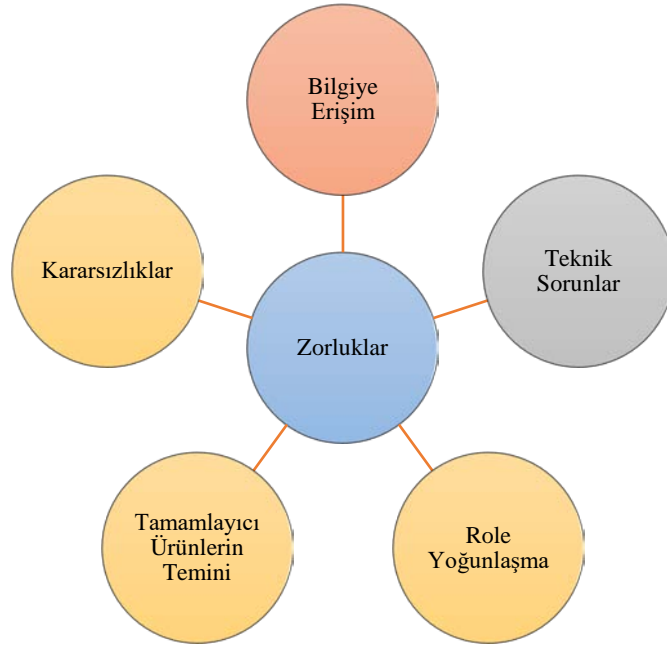 Bilgiye
Erişim
Kararsızlıklar
Teknik
Sorunlar
Zorluklar
Tamamlayıcı
Ürünlerin
Temini
Role
Yoğunlaşma